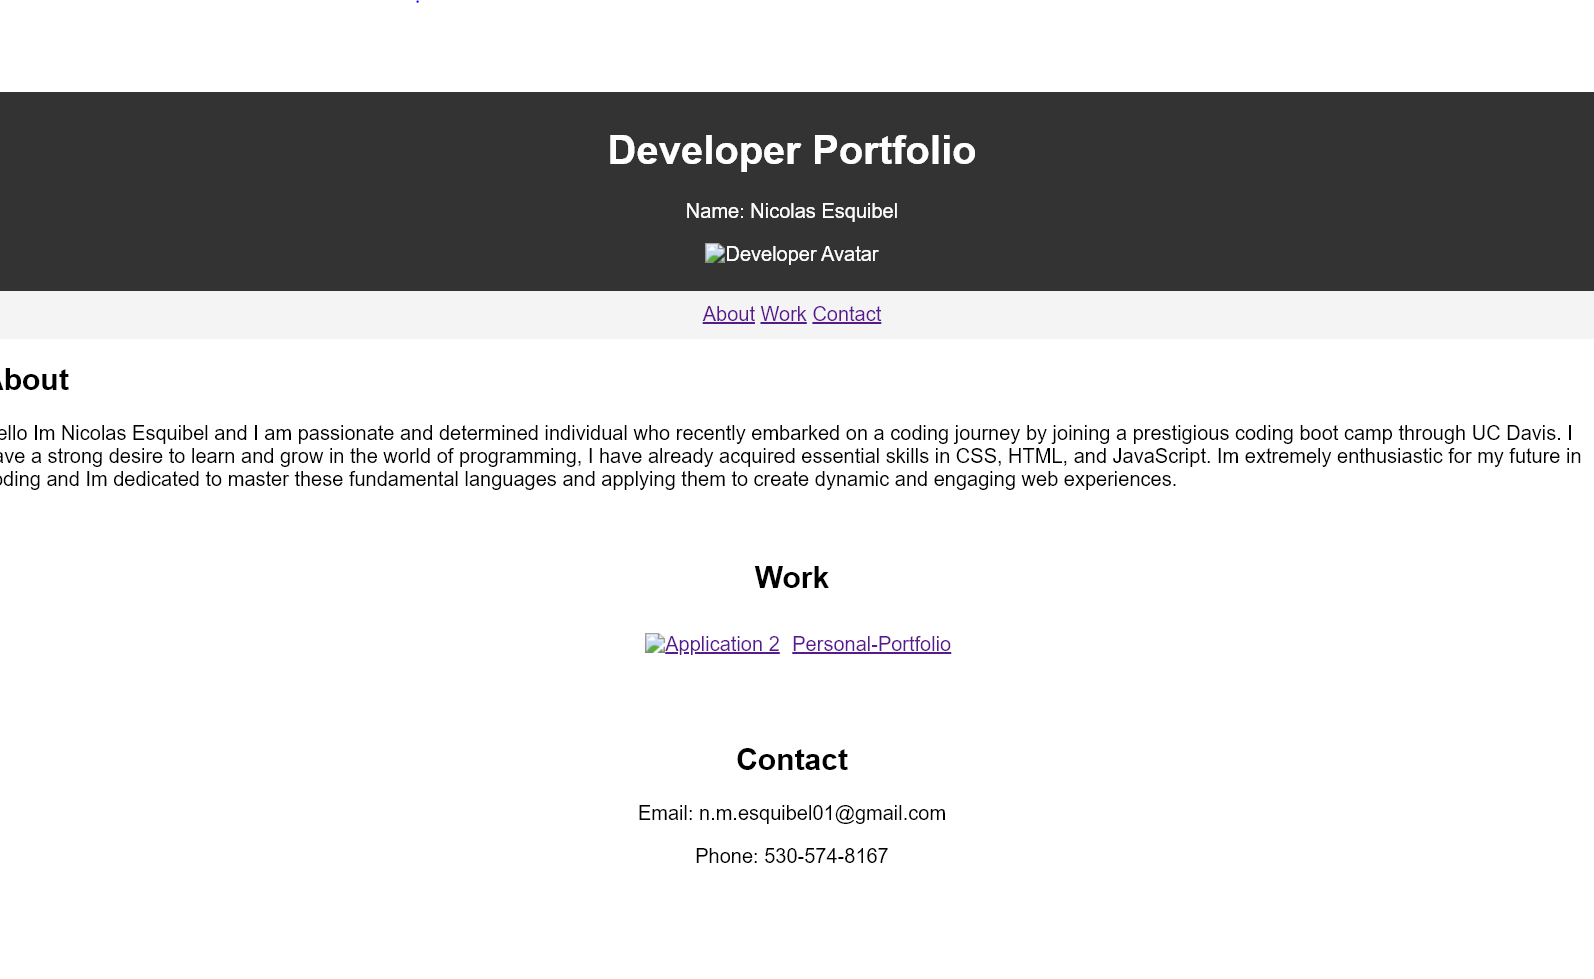 Developer Portfolio
Name: Nicolas Esquibel
Developer Avatar
About Work Contact
About
ello Im Nicolas Esquibel and I am passionate and determined individual who recently embarked on a coding journey by joining a prestigious coding boot camp through UC Davis. I
ave a strong desire to learn and grow in the world of programming, I have already acquired essential skills in CSS, HTML, and JavaScript. Im extremely enthusiastic for my future in
oding and Im dedicated to master these fundamental languages and applying them to create dynamic and engaging web experiences.
Work
Application 2 Personal-Portfolio
Contact
Email: n.m.esquibel01@gmail.com
Phone: 530-574-8167